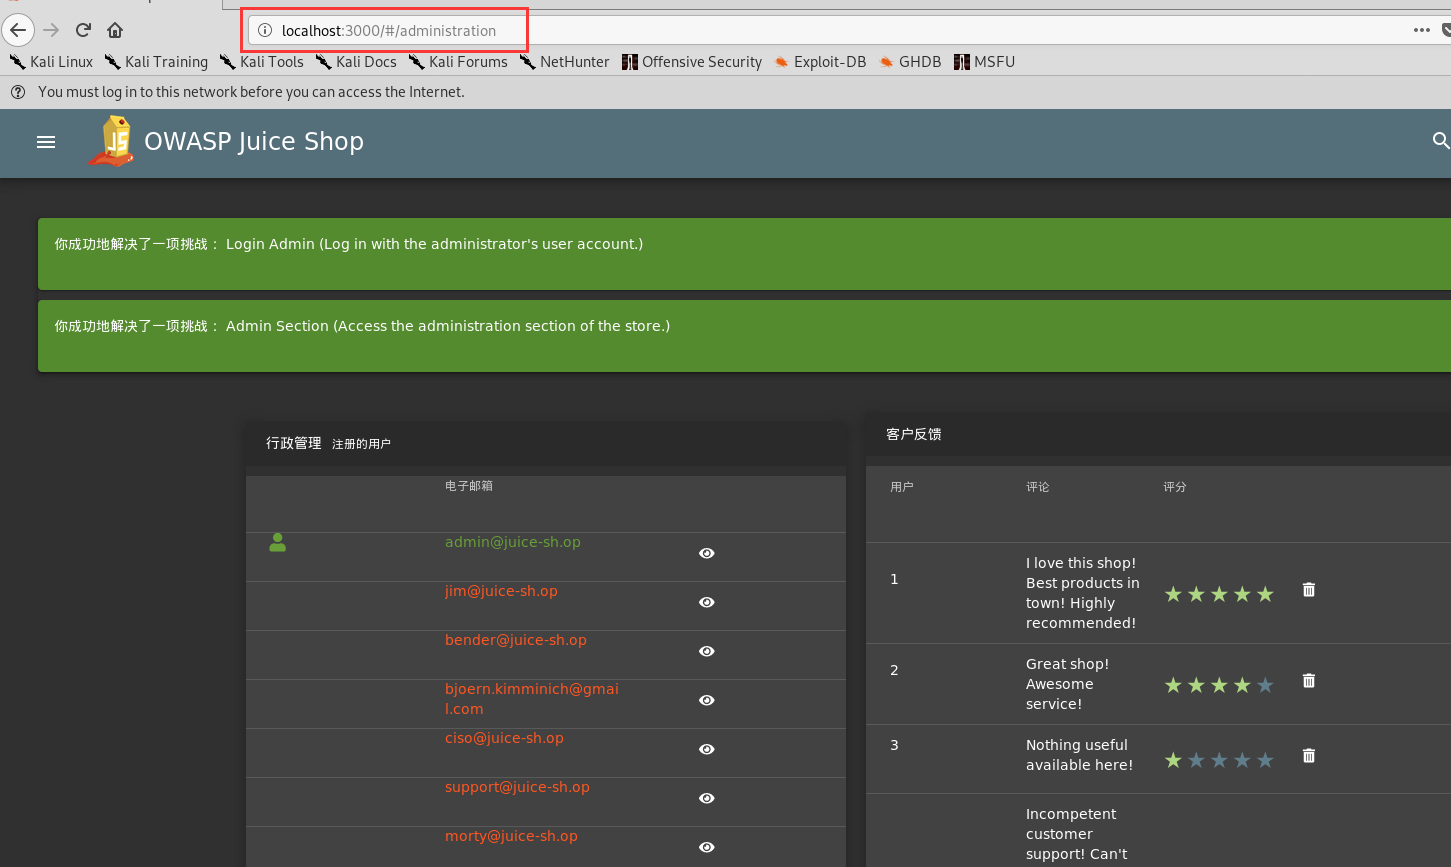 localhost:3000/#/administration
Kali Linux Kali Training Kali Tools Kali Docs Kali Forums NetHunter Offensive Security Exploit-DB GHDB MSFU
You must log in to this network before you can access the Internet.
JS OWASP Juice Shop
你成功地解决了一项挑战： Login Admin (Log in with the administrator's user account.)
你成功地解决了一项挑战： Admin Section (Access the administration section of the store.)
行政管理 注册的用户
电子邮箱
admin@juice-sh.op
jim@juice-sh.op
bender@juice-sh.op
bjoern.kimminich@gmai
l.com
ciso@juice-sh.op
support@juice-sh.op
morty@juice-sh.op
客户反馈
用户 评论 评分
1
I love this shop!
Best products in
town! Highly
recommended!
2
Great shop!
Awesome
service!
3
Nothing useful
available here!
Incompetent
customer
support! Can't